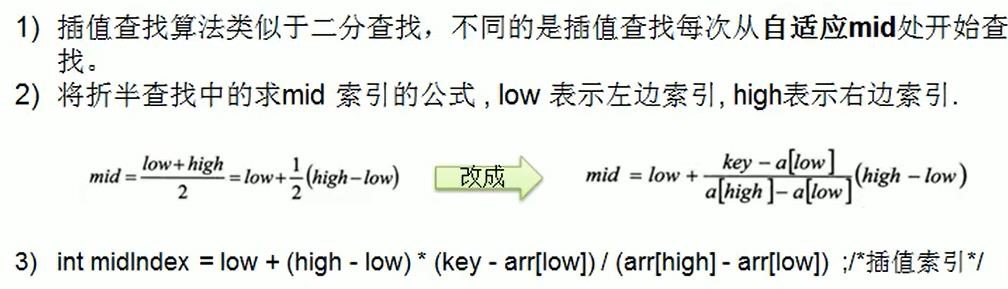 1) 插值查找算法类似于二分查找，不同的是插值查找每次从自适应mid处开始查
找。
2) 将折半查找中的求mid 索引的公式 , low 表示左边索引, high表示右边索引.
mid = \frac{low+high}{2} = low + \frac{1}{2}(high-low) 改成 mid = low + \frac{key - a[low]}{a[high] - a[low]}(high - low)
3) int midIndex = low + (high - low) * (key - arr[low]) / (arr[high] - arr[low]) ;/*插值索引*/